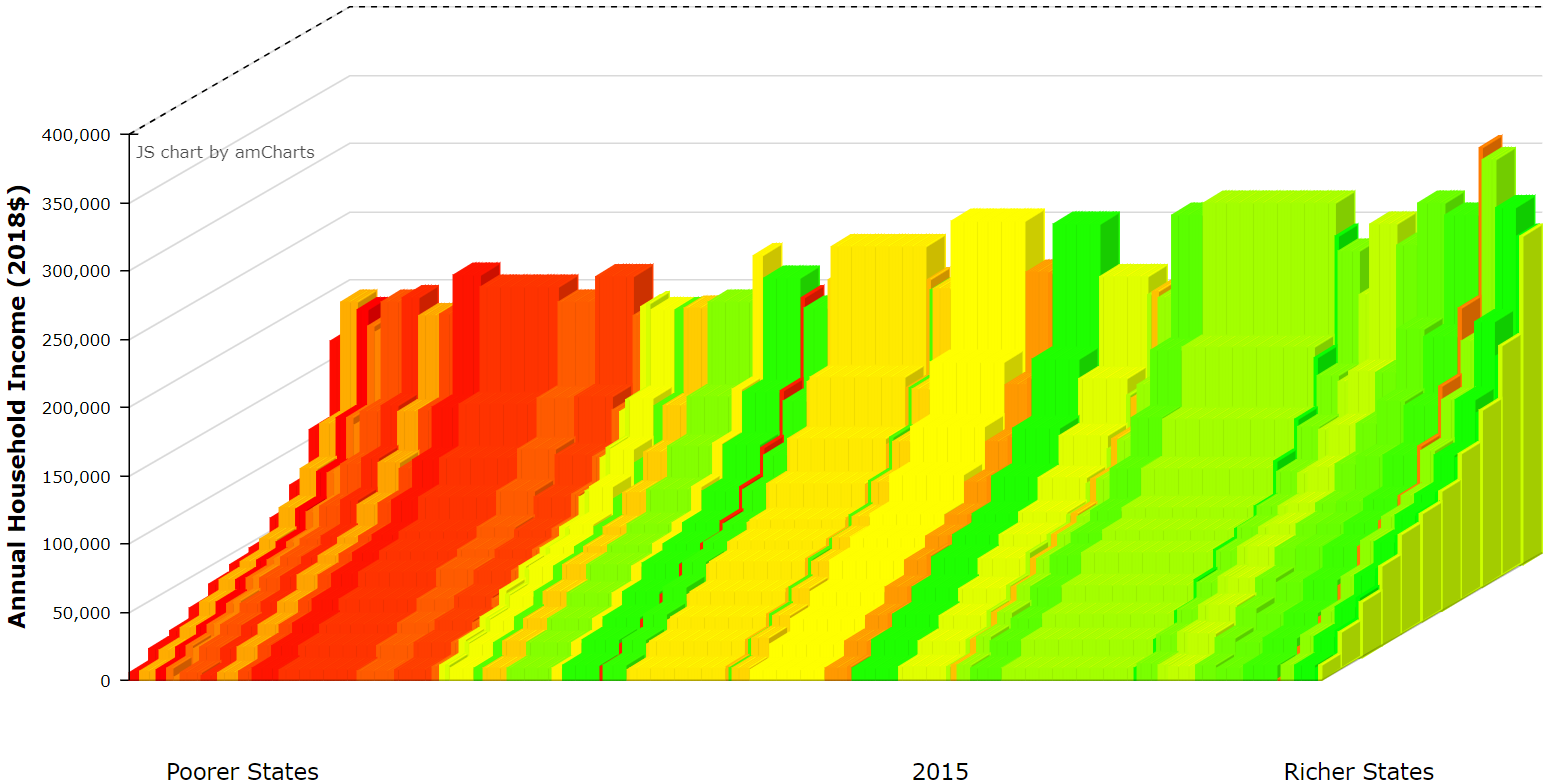 400,000
JS chart by amCharts
350,000
300,000
250,000
200,000
150,000
100,000
50,000
0
Annual Household Income (2018$)
Poorer States
2015
Richer States